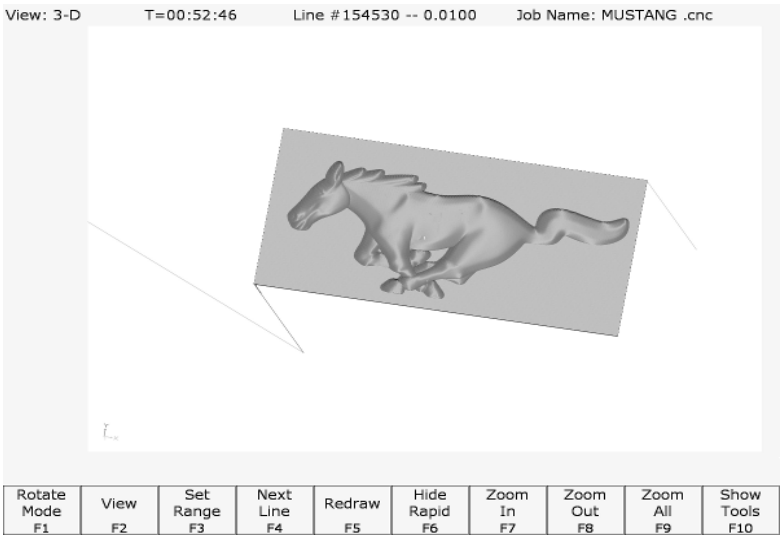 View: 3-D T=00:52:46 Line #154530 -- 0.0100 Job Name: MUSTANG .cnc
Y
Rotate Mode F1
View F2
Set Range F3
Next Line F4
Redraw F5
Hide Rapid F6
Zoom In F7
Zoom Out F8
Zoom All F9
Show Tools F10